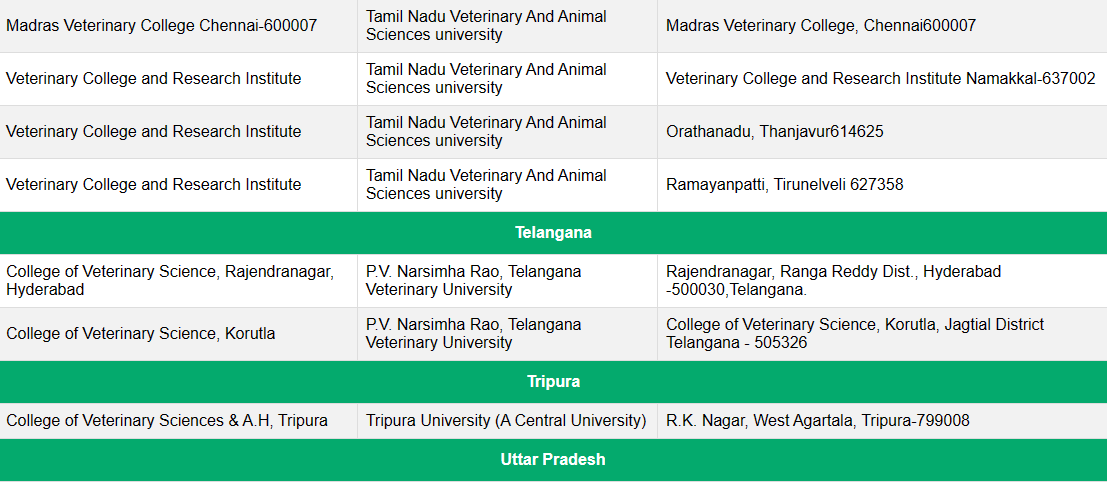 Madras Veterinary College Chennai-600007
Tamil Nadu Veterinary And Animal
Sciences university
Madras Veterinary College, Chennai600007
Veterinary College and Research Institute
Tamil Nadu Veterinary And Animal
Sciences university
Veterinary College and Research Institute Namakkal-637002
Veterinary College and Research Institute
Tamil Nadu Veterinary And Animal
Sciences university
Orathanadu, Thanjavur614625
Veterinary College and Research Institute
Tamil Nadu Veterinary And Animal
Sciences university
Ramayanpatti, Tirunelveli 627358
Telangana
College of Veterinary Science, Rajendranagar,
Hyderabad
P.V. Narsimha Rao, Telangana
Veterinary University
Rajendranagar, Ranga Reddy Dist., Hyderabad
-500030,Telangana.
College of Veterinary Science, Korutla
P.V. Narsimha Rao, Telangana
Veterinary University
College of Veterinary Science, Korutla, Jagtial District
Telangana - 505326
Tripura
College of Veterinary Sciences & A.H, Tripura
Tripura University (A Central University)
R.K. Nagar, West Agartala, Tripura-799008
Uttar Pradesh